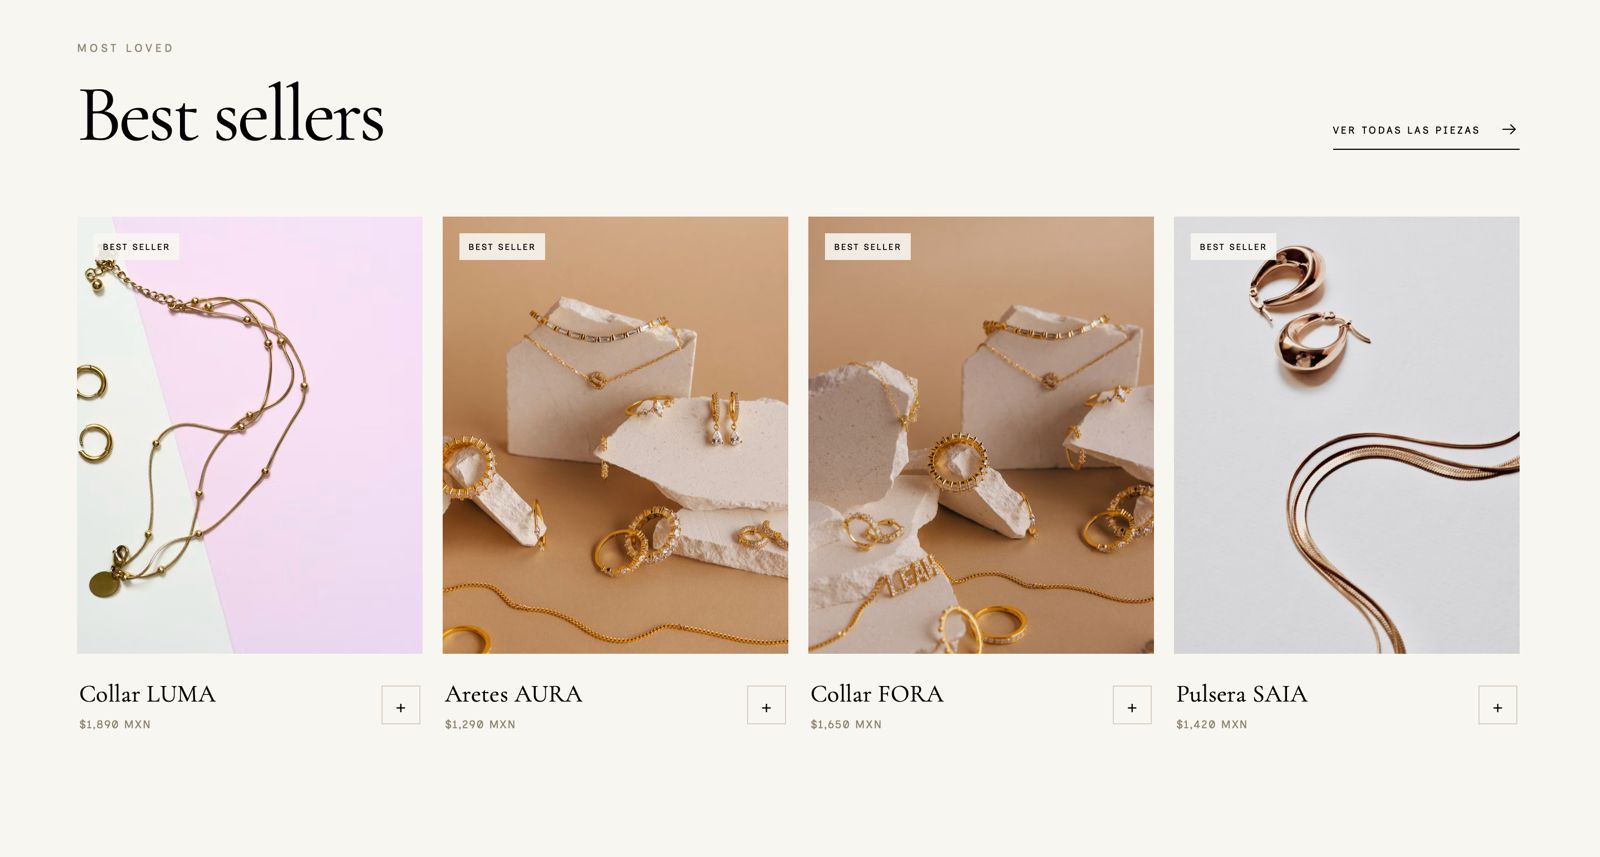 MOST LOVED
Best sellers
VER TODAS LAS PIEZAS →
BEST SELLER
BEST SELLER
BEST SELLER
BEST SELLER
LEAH
Collar LUMA
$1,890 MXN
+
Aretes AURA
$1,290 MXN
+
Collar FORA
$1,650 MXN
+
Pulsera SAIA
$1,420 MXN
+